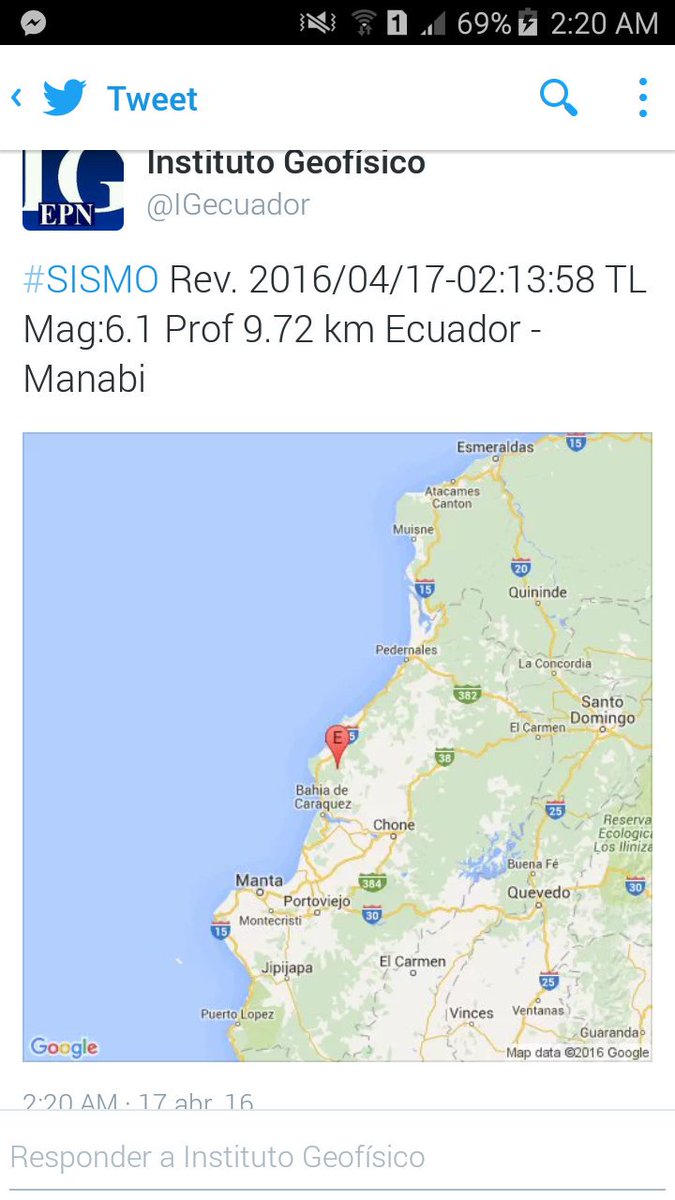 69% 2:20 AM
Tweet
IG
EPN
Instituto Geofísico
@IGecuador
#SISMO Rev. 2016/04/17-02:13:58 TL
Mag:6.1 Prof 9.72 km Ecuador -
Manabi
Esmeraldas
15
Atacames
Canton
Muisne
20
15
Quininde
Pedernales
La Concordia
382
Santo
Domingo
El Carmen
E
5
38
Bahia de
Caraquez
25
Chone
Reserva
Ecologica
Los Iliniza
Buena Fé
Manta
384
30
Portoviejo
Quevedo
30
Montecristi
15
El Carmen
Jipijapa
25
Puerto Lopez
Vinces
Ventanas
Guaranda
Google
Map data ©2016 Google
2:20 AM · 17 abr. 16
Responder a Instituto Geofísico